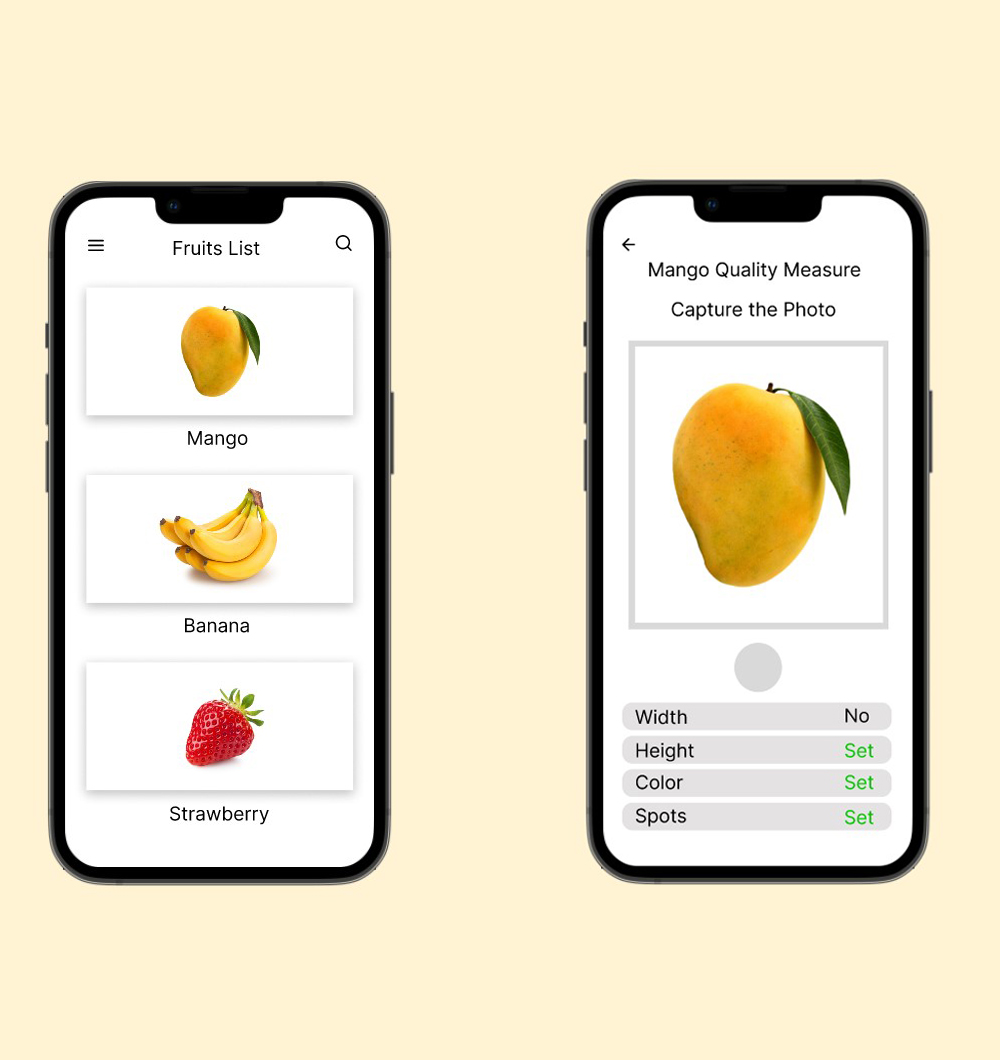 Fruits List
Mango
Banana
Strawberry
Mango Quality Measure
Capture the Photo
Width No
Height Set
Color Set
Spots Set